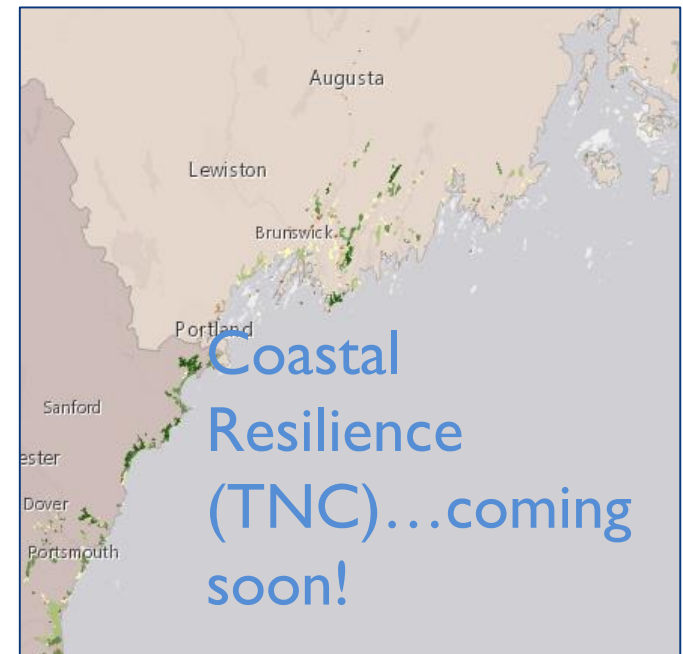 Augusta
Lewiston
Brunswick
Portland
Coastal
Resilience
(TNC)…coming
soon!
Sanford
ester
Dover
Portsmouth